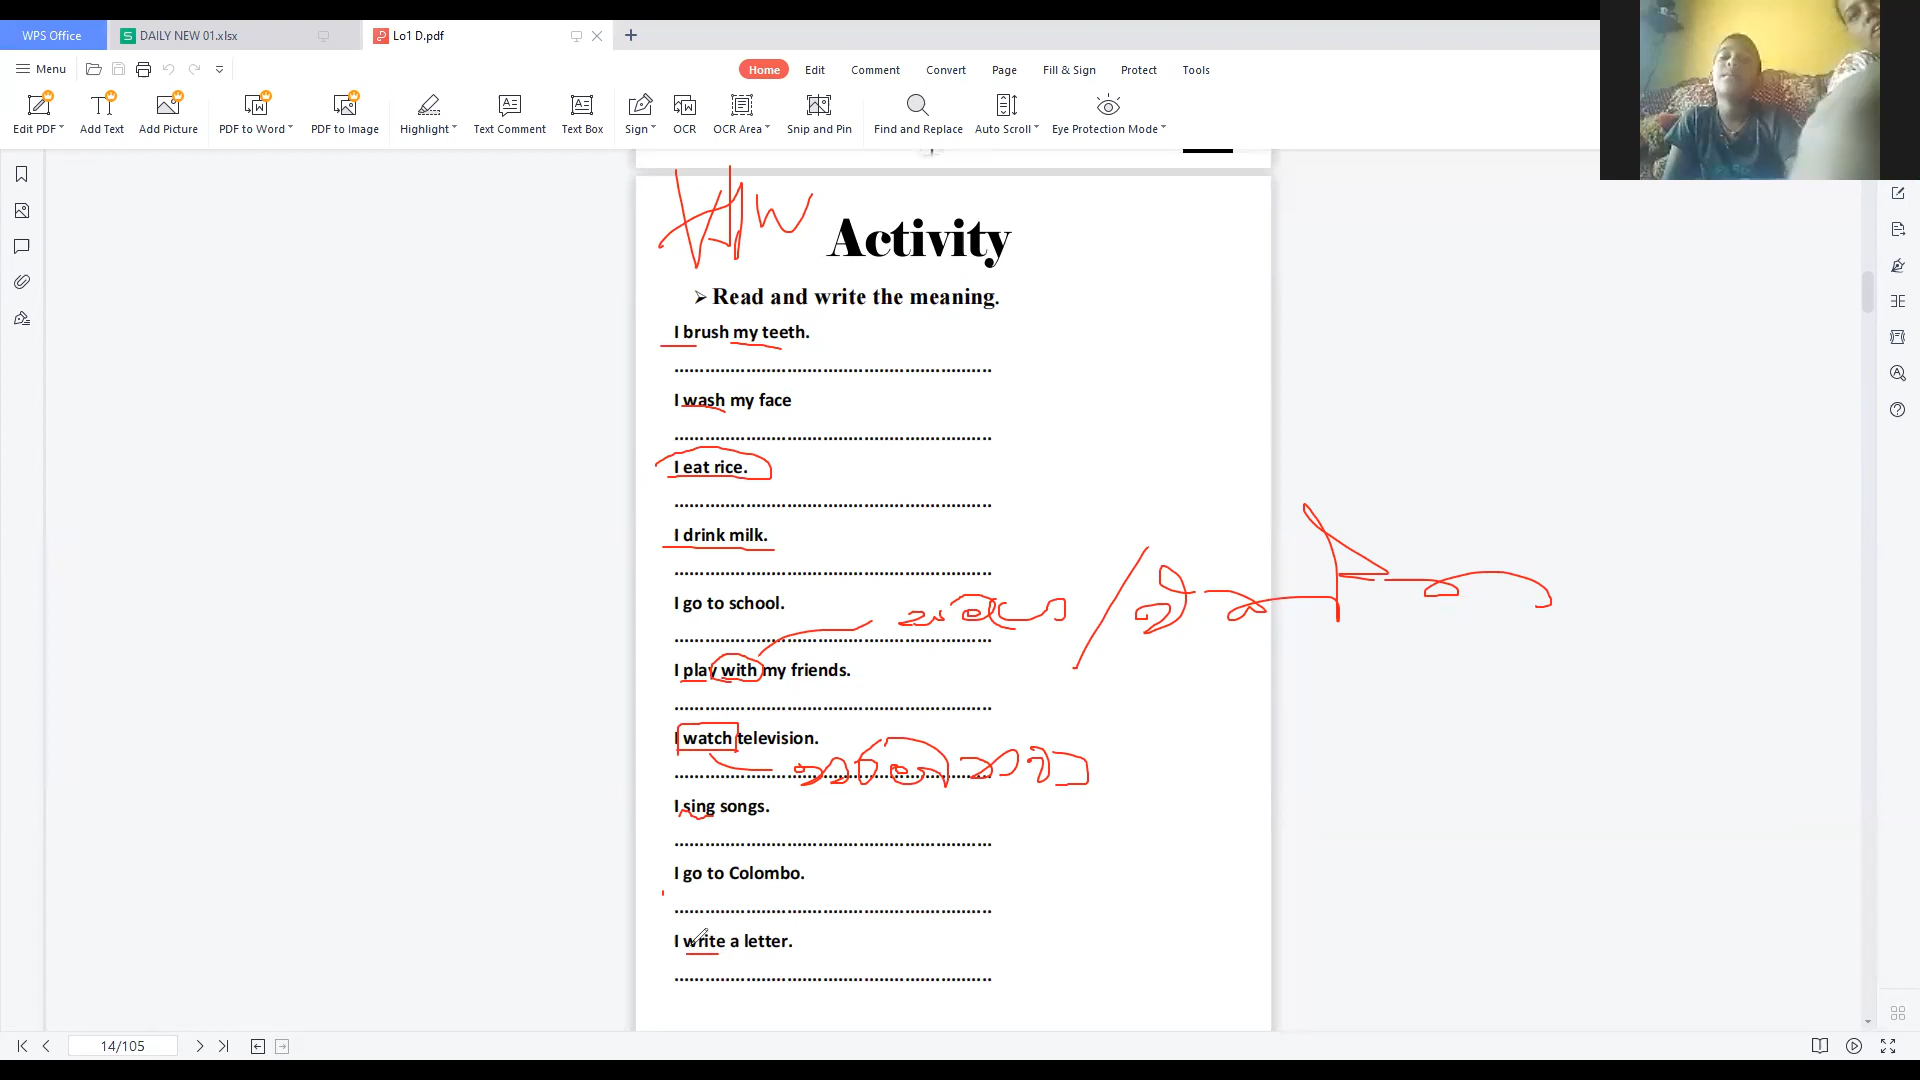 WPS Office DAILY NEW 01.xlsx Lo1 D.pdf
Menu Home Edit Comment Convert Page Fill & Sign Protect Tools
Edit PDF Add Text Add Picture PDF to Word PDF to Image Highlight Text Comment Text Box Sign OCR OCR Area Snip and Pin Find and Replace Auto Scroll Eye Protection Mode
Activity
➢ Read and write the meaning.
I brush my teeth.
I wash my face
I eat rice.
I drink milk.
I go to school.
I play with my friends.
I watch television.
I sing songs.
I go to Colombo.
I write a letter.
14/105